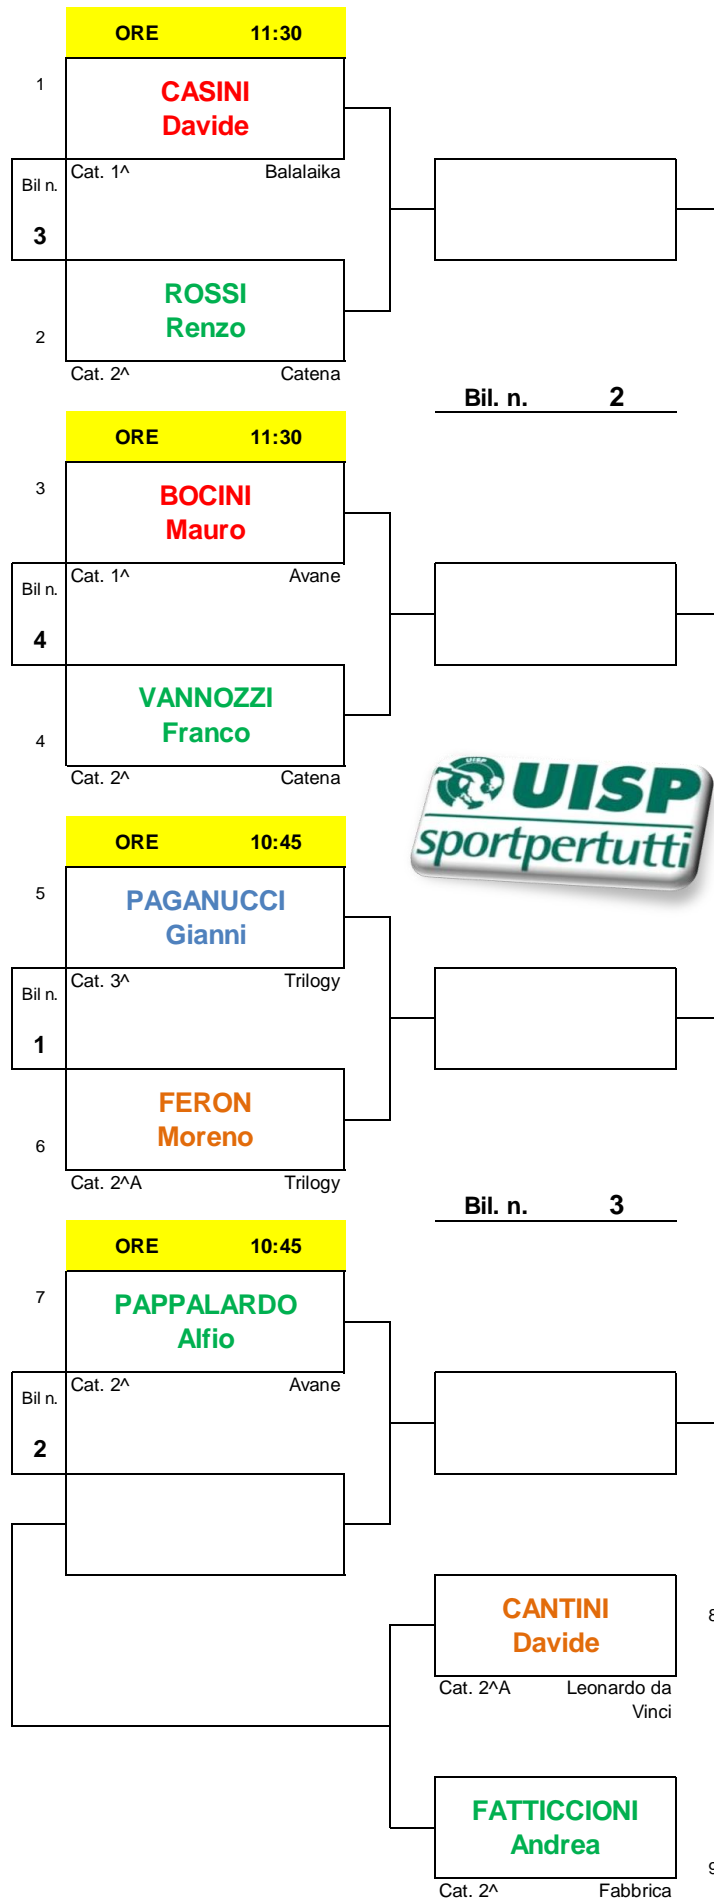 ORE 11:30
1
CASINI
Davide
Cat. 1^ Balalaika
Bil n.
3
ROSSI
Renzo
2
Cat. 2^ Catena
Bil. n. 2
ORE 11:30
3
BOCINI
Mauro
Cat. 1^ Avane
Bil n.
4
VANNOZZI
Franco
4
Cat. 2^ Catena
UISP
sportpertutti
ORE 10:45
5
PAGANUCCI
Gianni
Cat. 3^ Trilogy
Bil n.
1
FERON
Moreno
6
Cat. 2^A Trilogy
Bil. n. 3
ORE 10:45
7
PAPPALARDO
Alfio
Cat. 2^ Avane
Bil n.
2
CANTINI
Davide
8
Cat. 2^A Leonardo da
Vinci
FATTICCIONI
Andrea
9
Cat. 2^ Fabbrica